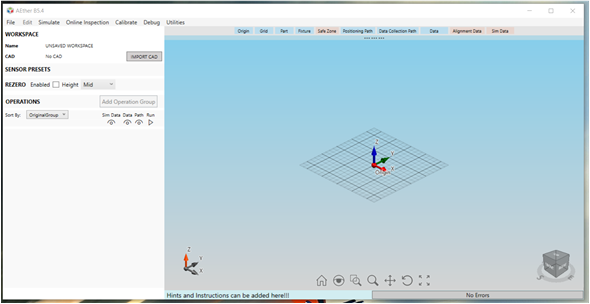 AEther 85.4
File Edit Simulate Online Inspection Calibrate Debug Utilities
WORKSPACE
Origin Grid Part Fixture Safe Zone Positioning Path Data Collection Path Data Alignment Data Sim Data
Name UNSAVED WORKSPACE
CAD No CAD IMPORT CAD
SENSOR PRESETS
REZERO Enabled Height Mid
OPERATIONS Add Operation Group
Sort By: OriginalGroup Sim Data Data Path Run
Z
Y
X
Hints and Instructions can be added here!!! No Errors